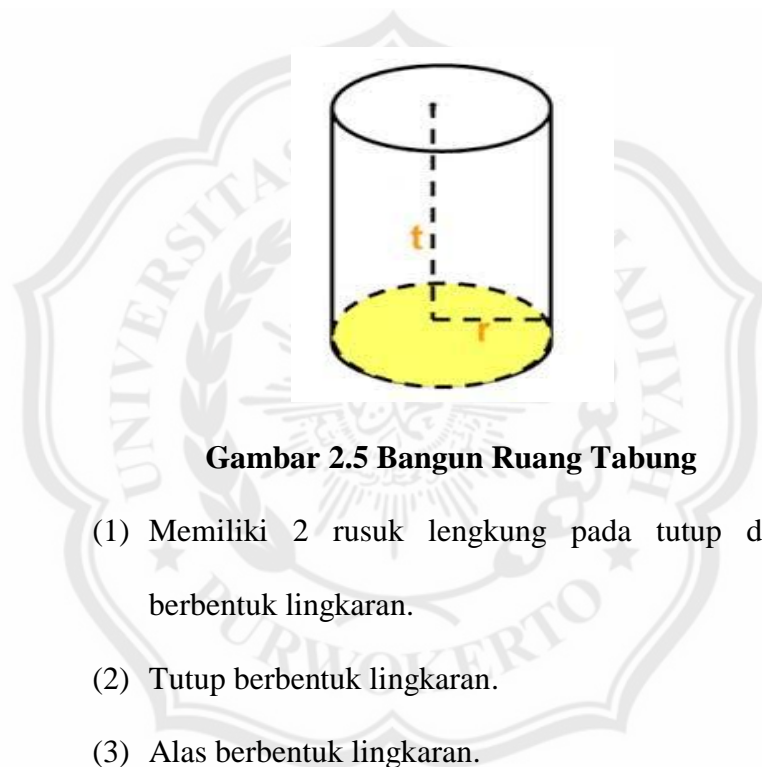 t
r
Gambar 2.5 Bangun Ruang Tabung
(1) Memiliki 2 rusuk lengkung pada tutup d
berbentuk lingkaran.
(2) Tutup berbentuk lingkaran.
(3) Alas berbentuk lingkaran.
PURWOKERTO